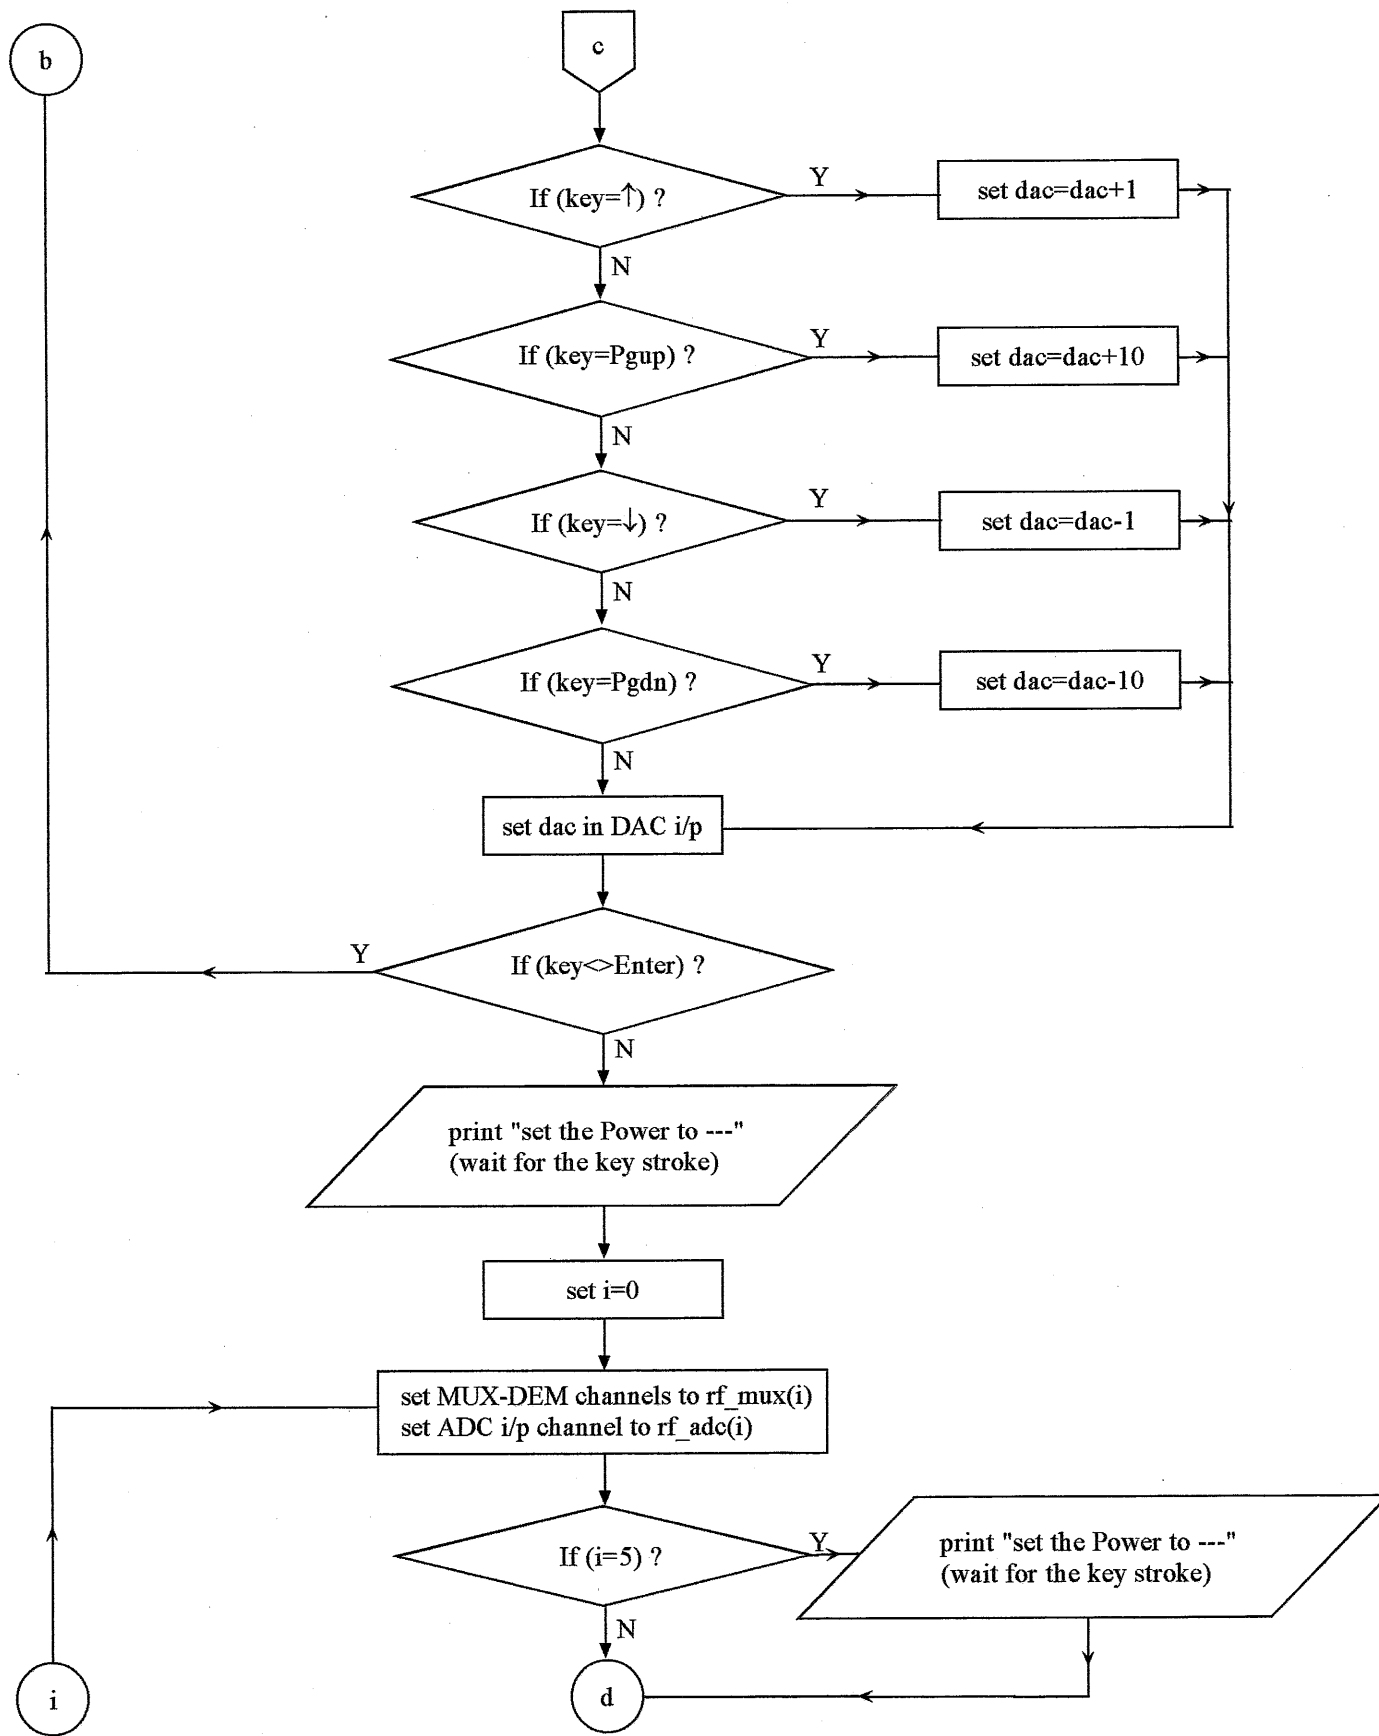 b
c
If (key=↑) ?
Y
set dac=dac+1
N
If (key=Pgup) ?
Y
set dac=dac+10
N
If (key=↓) ?
Y
set dac=dac-1
N
If (key=Pgdn) ?
Y
set dac=dac-10
N
set dac in DAC i/p
Y
If (key<>Enter) ?
N
print "set the Power to ---"
(wait for the key stroke)
set i=0
set MUX-DEM channels to rf_mux(i)
set ADC i/p channel to rf_adc(i)
If (i=5) ?
Y
print "set the Power to ---"
(wait for the key stroke)
N
i
d